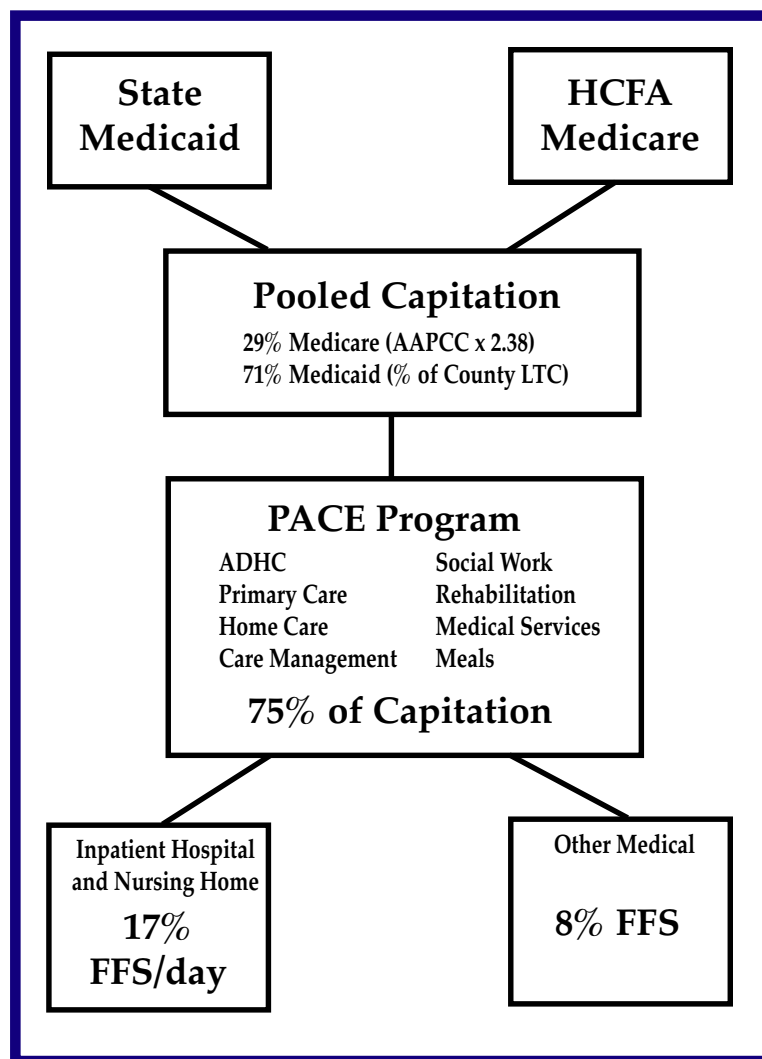 State
Medicaid
HCFA
Medicare
Pooled Capitation
29% Medicare (AAPCC x 2.38)
71% Medicaid (% of County LTC)
PACE Program
ADHC
Primary Care
Home Care
Care Management
Social Work
Rehabilitation
Medical Services
Meals
75% of Capitation
Inpatient Hospital
and Nursing Home
17%
FFS/day
Other Medical
8% FFS